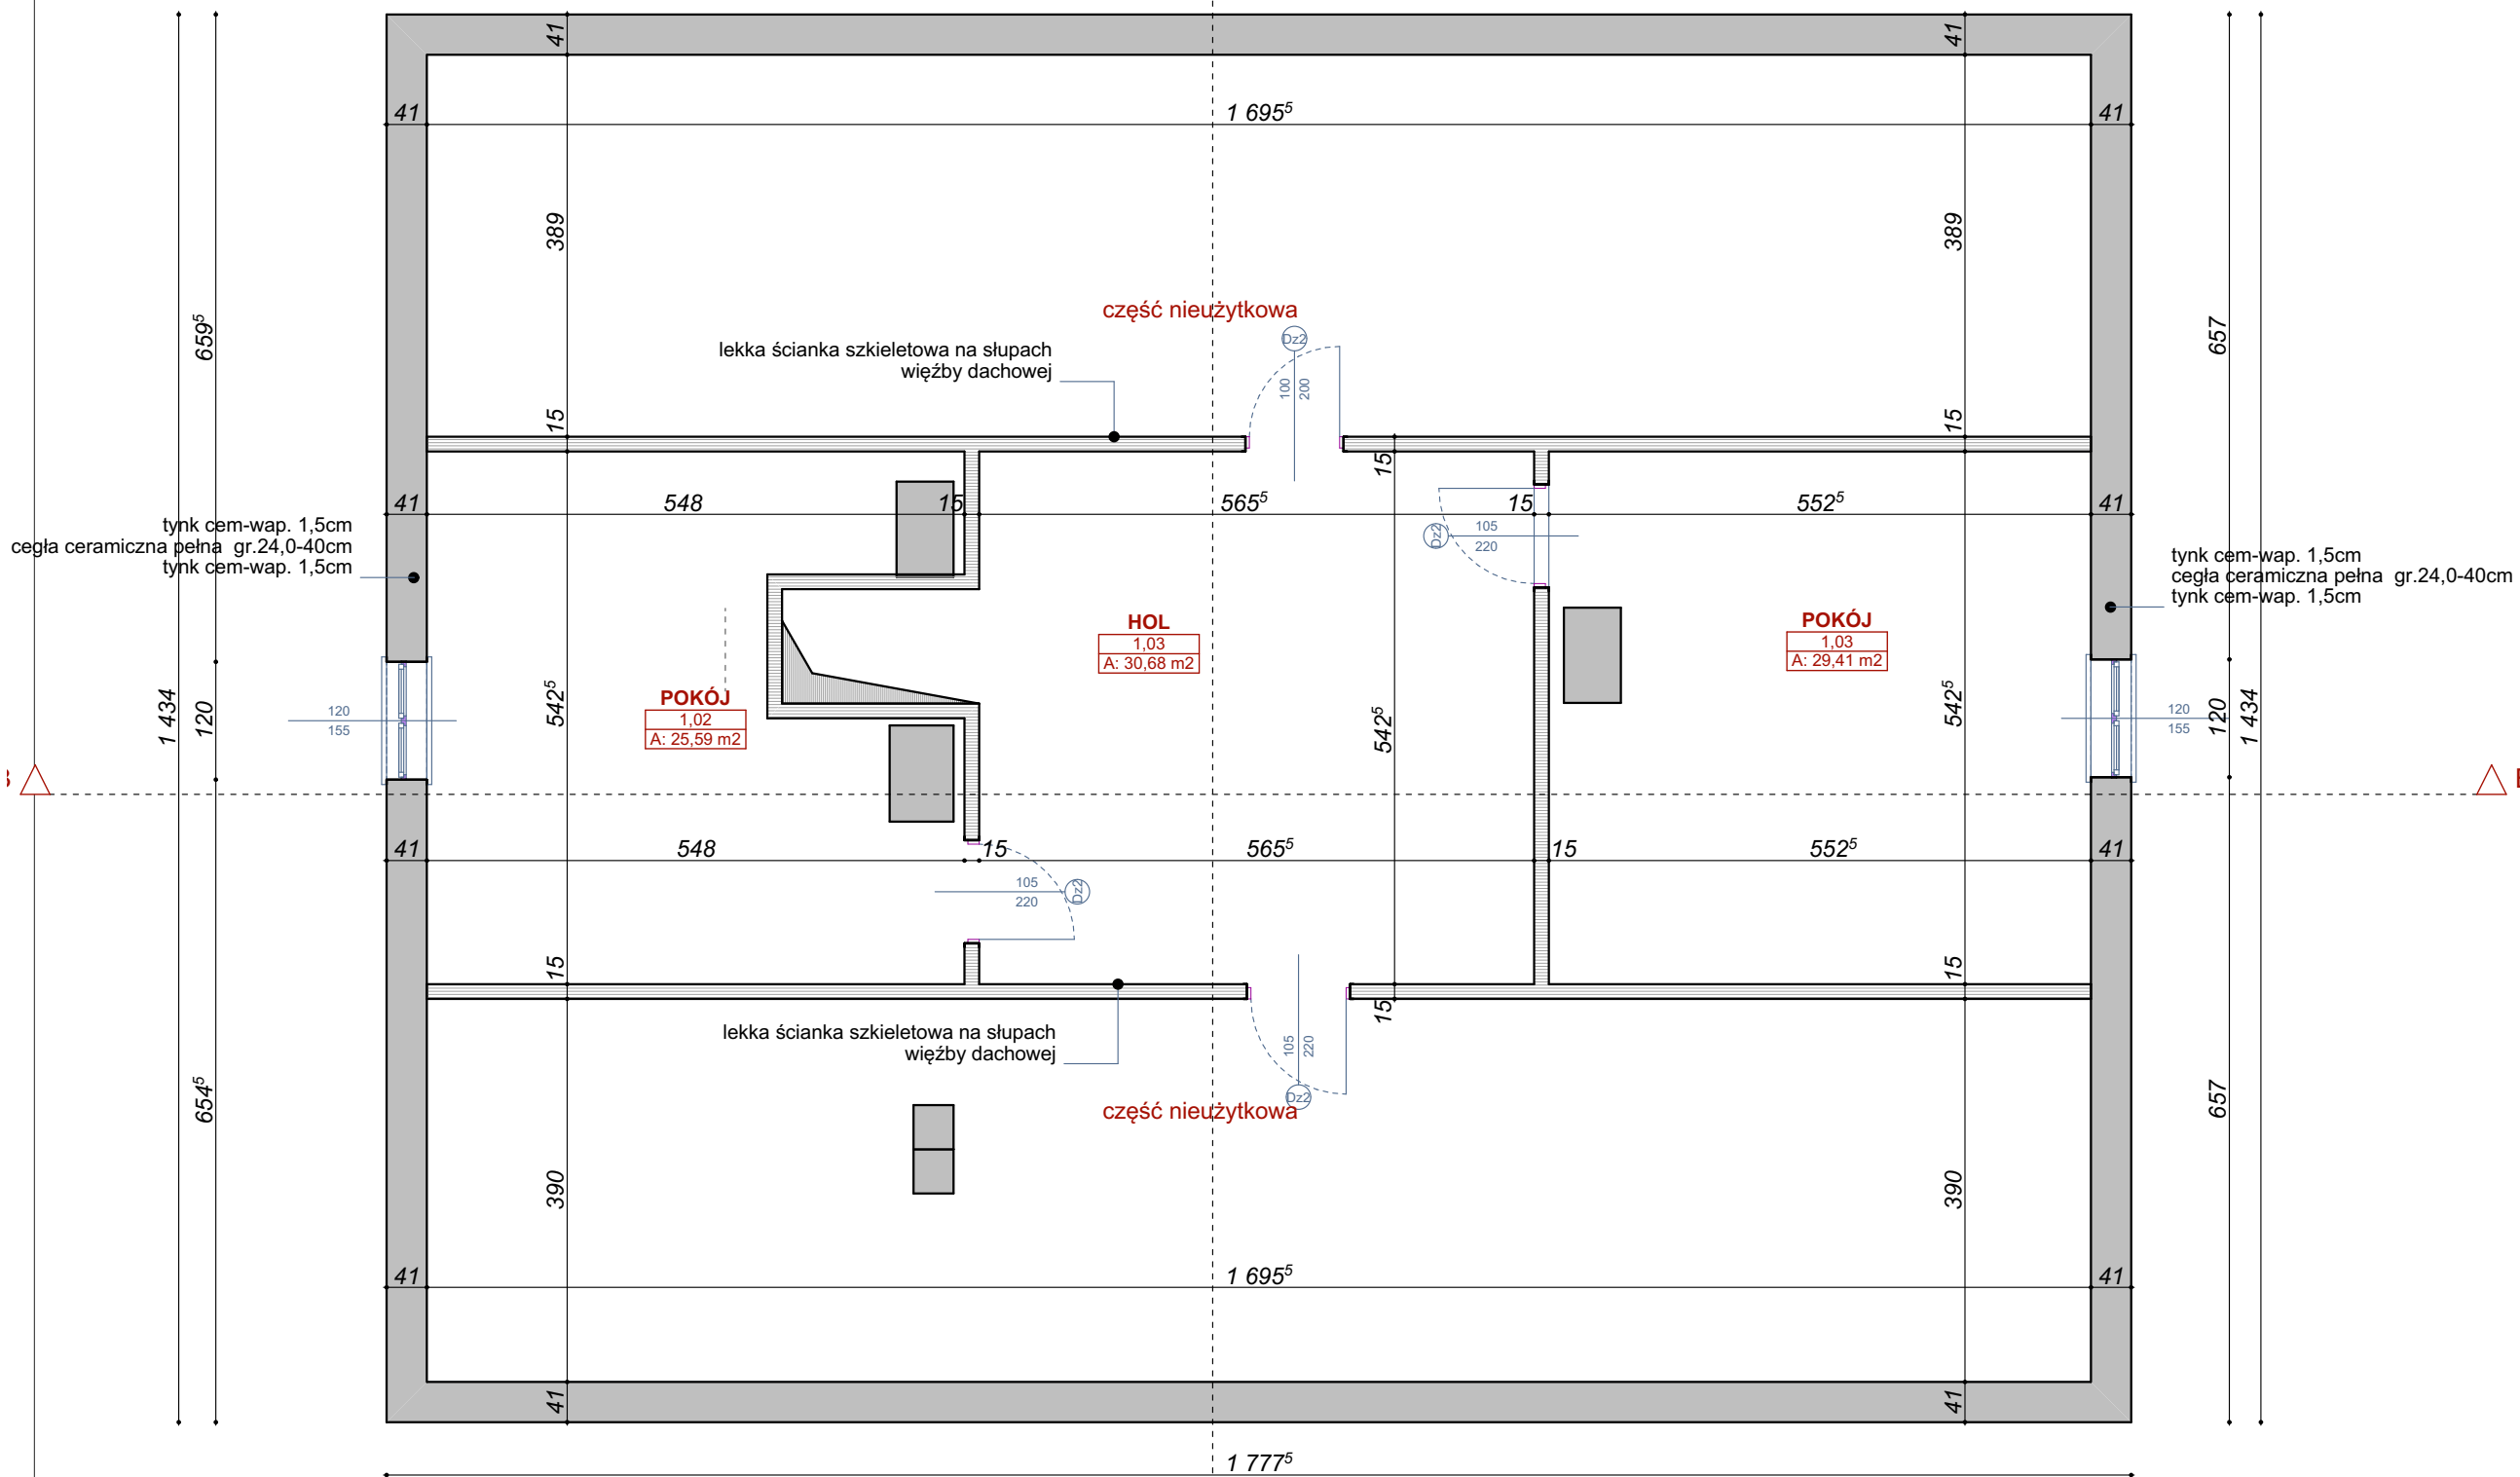 41
41
41
1 695⁵
41
389
389
część nieużytkowa
Dz2
659⁵
657
lekka ścianka szkieletowa na słupach
więźby dachowej
100
200
15
15
15
41
548
15
565⁵
15
552⁵
41
tynk cem-wap. 1,5cm
cegła ceramiczna pełna gr.24,0-40cm
tynk cem-wap. 1,5cm
Dz2
105
220
tynk cem-wap. 1,5cm
cegła ceramiczna pełna gr.24,0-40cm
tynk cem-wap. 1,5cm
HOL
1,03
A: 30,68 m2
POKÓJ
1,03
A: 29,41 m2
POKÓJ
1,02
A: 25,59 m2
1 434
120
120
155
542⁵
542⁵
542⁵
120
155
120
1 434
41
548
15
565⁵
15
552⁵
41
105
220
Dz2
15
15
15
lekka ścianka szkieletowa na słupach
więźby dachowej
105
220
Dz2
część nieużytkowa
654⁵
657
390
390
41
1 695⁵
41
41
41
1 777⁵